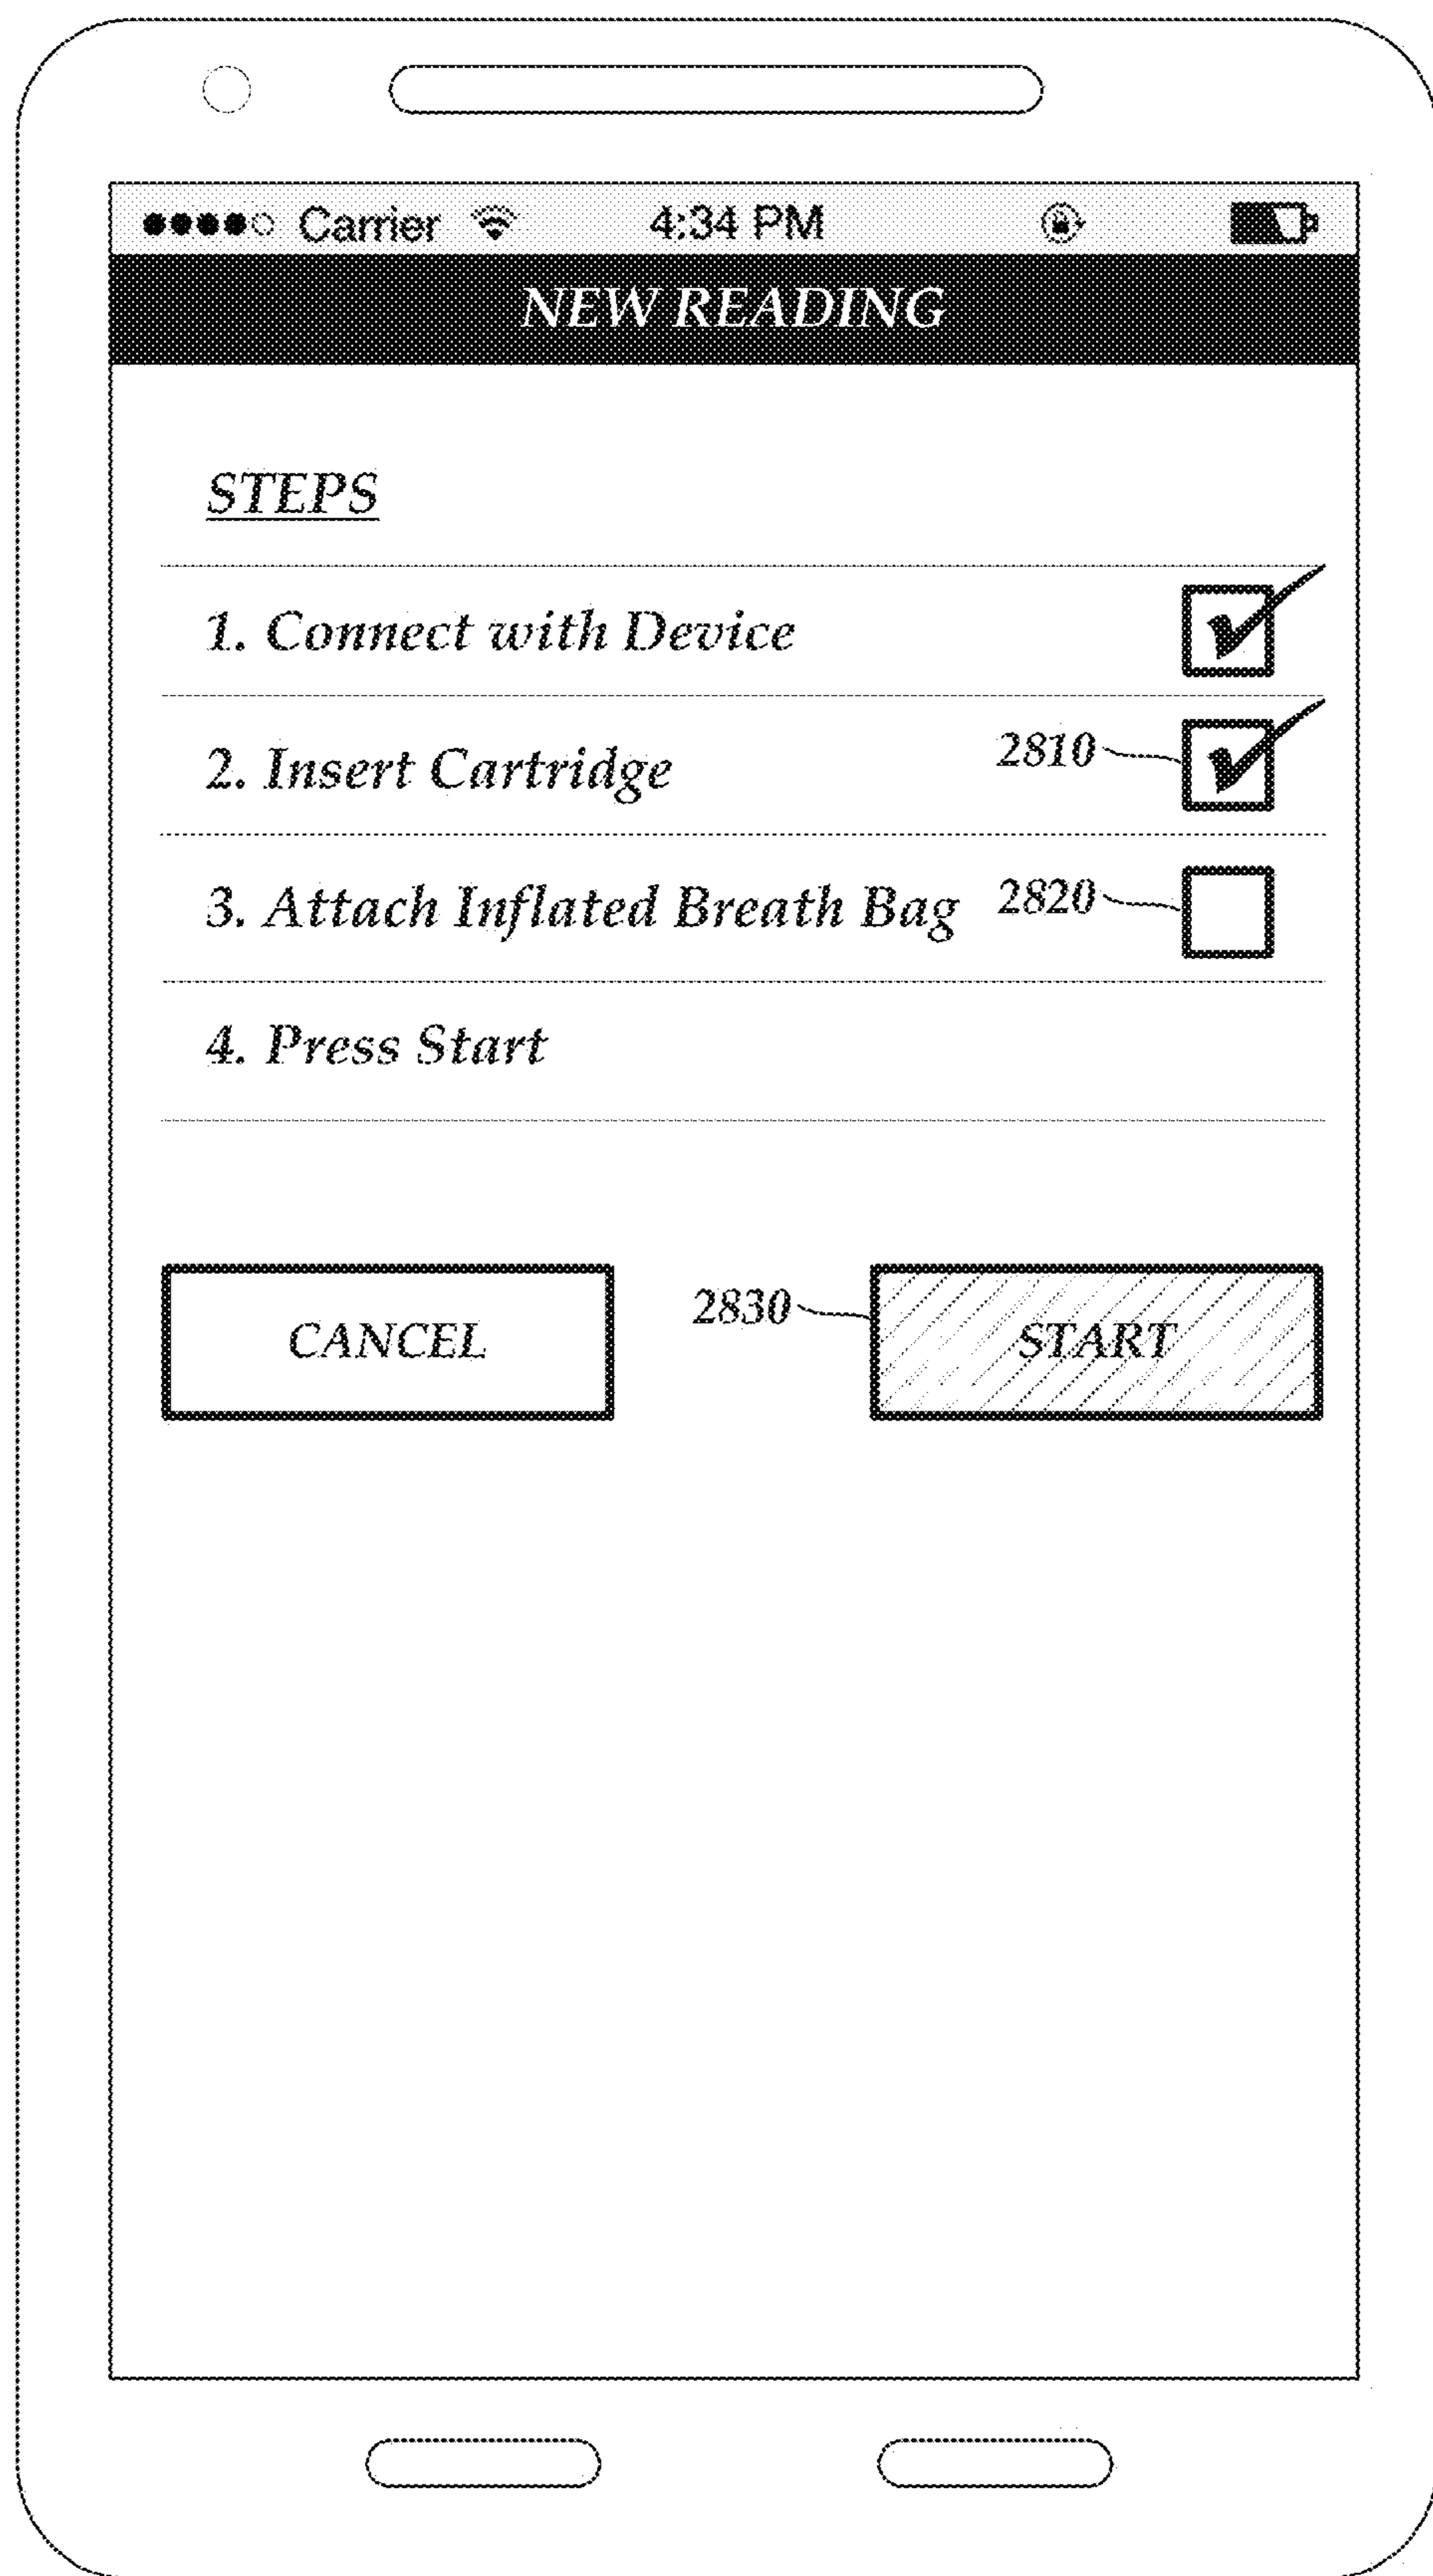 Carrier 4:34 PM
NEW READING
STEPS
1. Connect with Device
2. Insert Cartridge 2810
3. Attach Inflated Breath Bag 2820
4. Press Start
CANCEL 2830 START